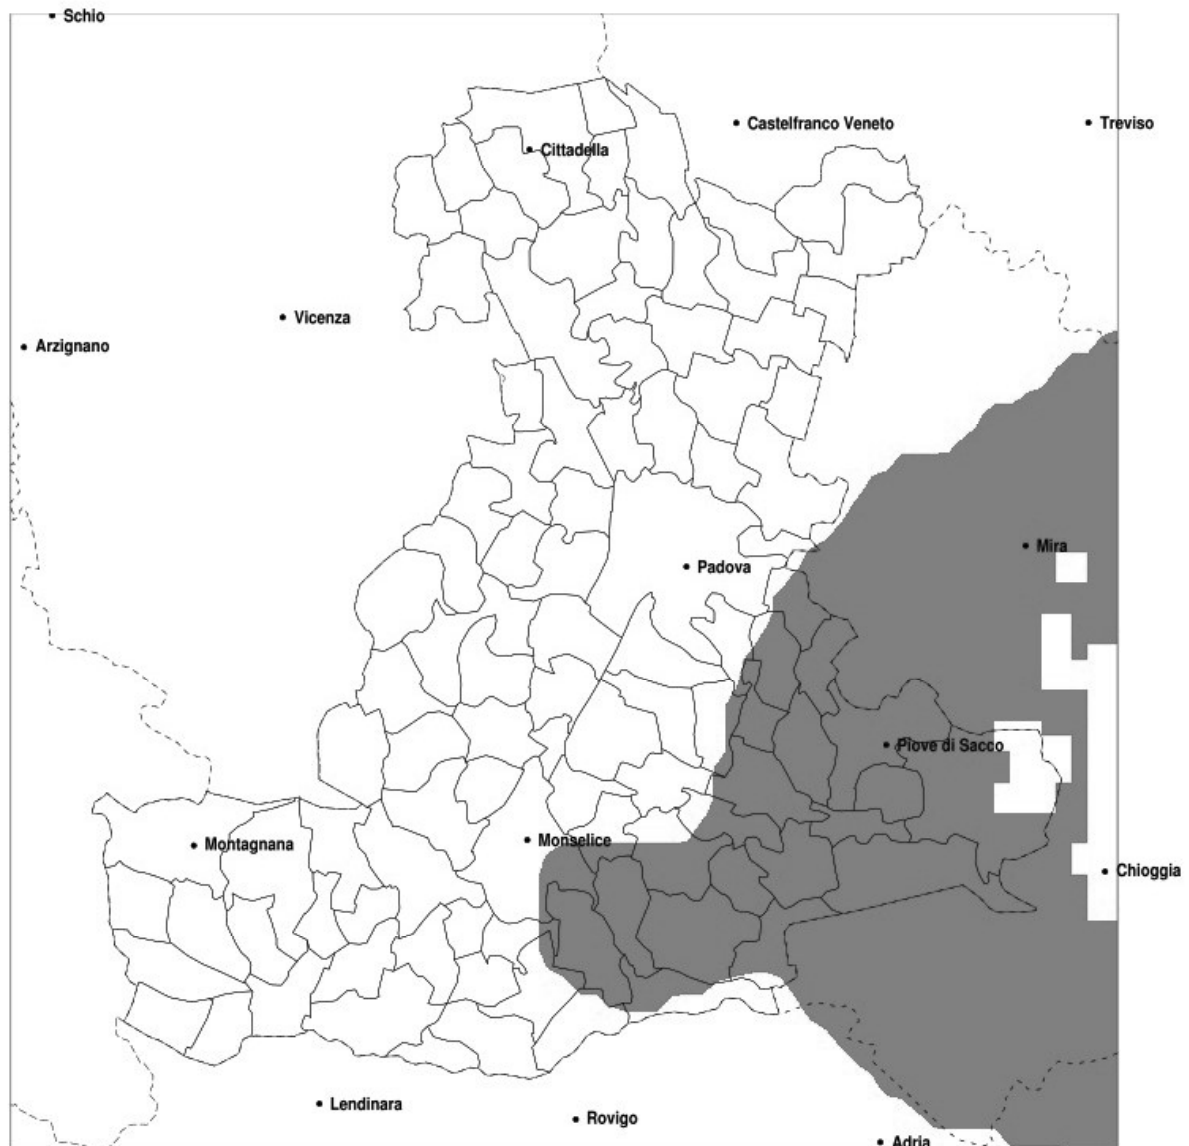 Schio
Castelfranco Veneto
Treviso
Cittadella
Vicenza
Arzignano
Mira
Padova
Piove di Sacco
Monselice
Montagnana
Chioggia
Lendinara
Rovigo
Adria